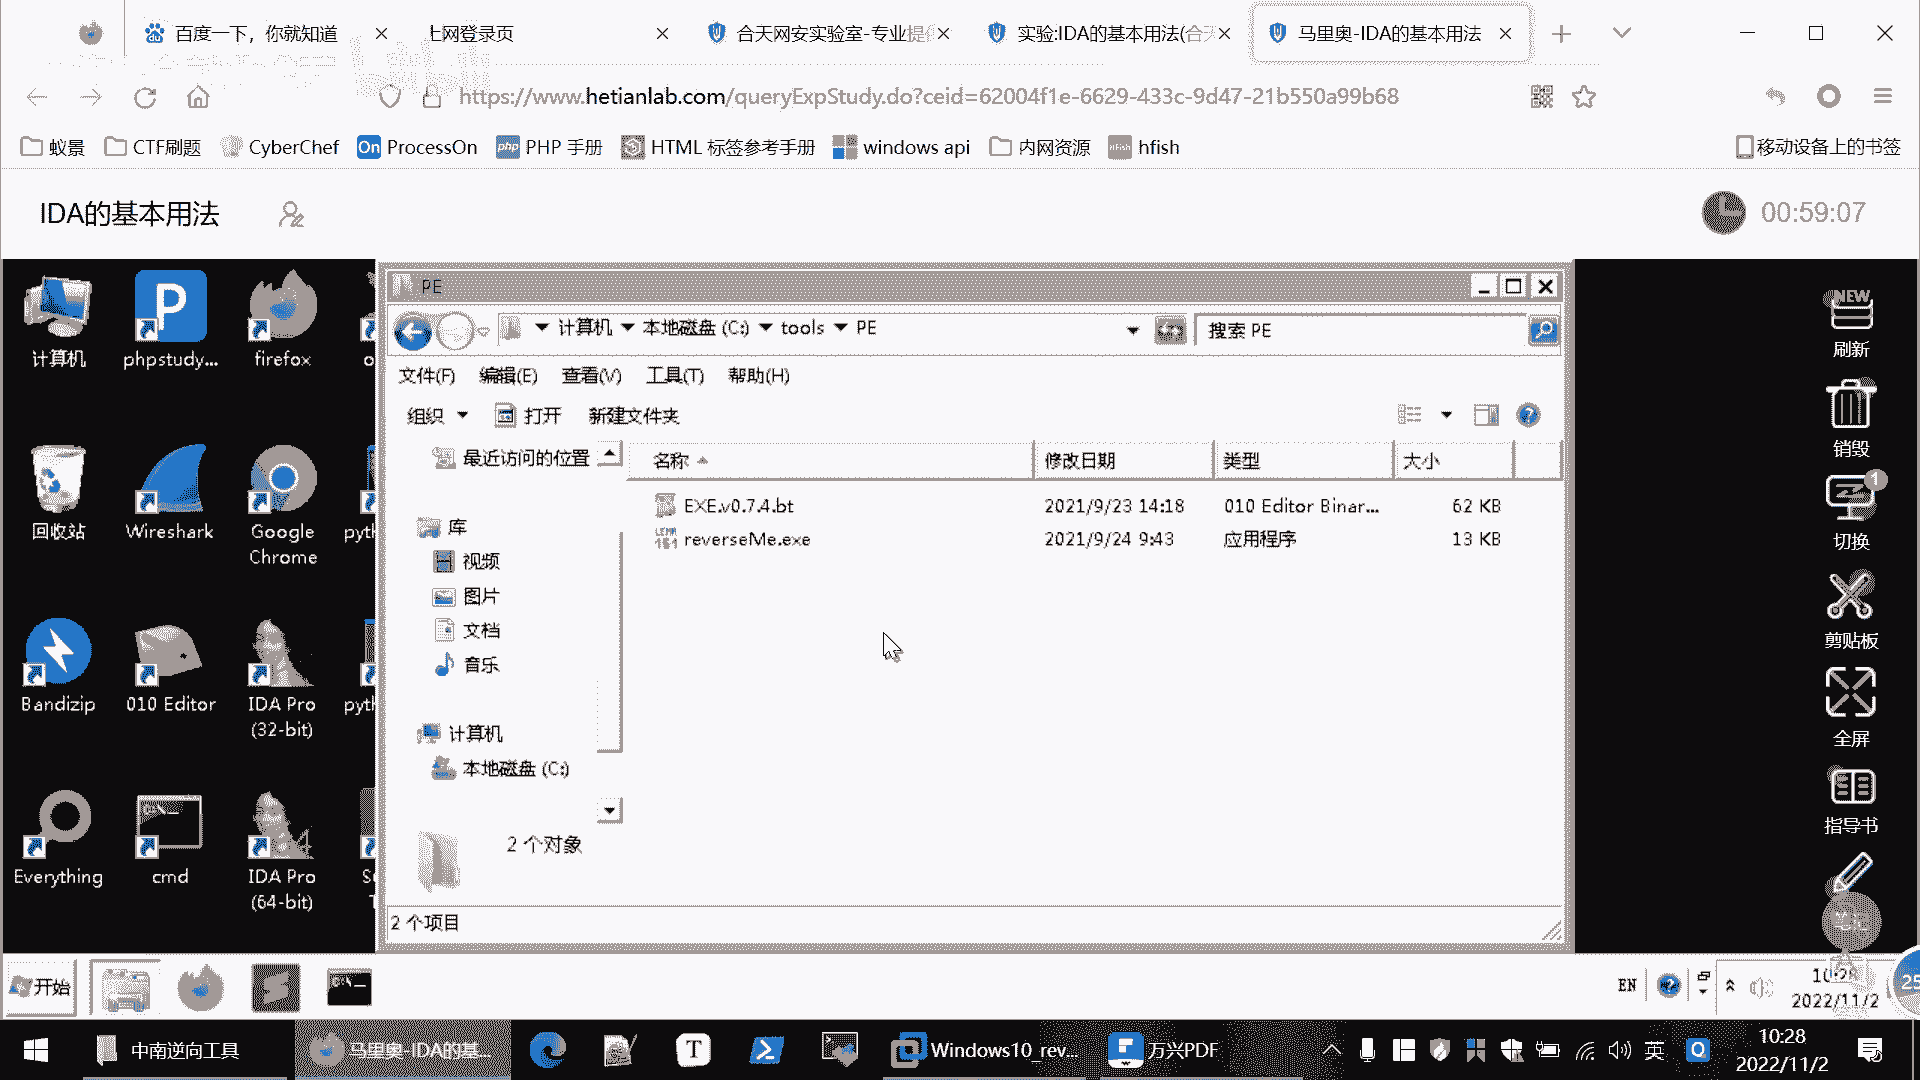 百度一下，你就知道
上网登录页
合天网安实验室-专业提供
实验:IDA的基本用法(合天
马里奥-IDA的基本用法
https://www.hetianlab.com/queryExpStudy.do?ceid=62004f1e-6629-433c-9d47-21b550a99b68
蚁景
CTF刷题
CyberChef
On ProcessOn
php PHP 手册
HTML 标签参考手册
windows api
内网资源
hfish
移动设备上的书签
IDA的基本用法
00:59:07
计算机
phpstudy...
firefox
回收站
Wireshark
Google Chrome
pytl
Bandizip
010 Editor
IDA Pro (32-bit)
pytl
Everything
cmd
IDA Pro (64-bit)
PE
计算机
本地磁盘 (C:)
tools
PE
搜索 PE
文件(F)
编辑(E)
查看(V)
工具(T)
帮助(H)
组织
打开
新建文件夹
最近访问的位置
库
视频
图片
文档
音乐
计算机
本地磁盘 (C:)
名称
修改日期
类型
大小
EXE.v0.7.4.bt
2021/9/23 14:18
010 Editor Binar...
62 KB
reverseMe.exe
2021/9/24 9:43
应用程序
13 KB
2 个对象
2 个项目
NEW
刷新
销毁
1
切换
剪贴板
全屏
指导书
开始
EN
10:28
2022/11/2
25
中南逆向工具
马里奥-IDA的基...
T
Windows10_rev...
万兴PDF
英
10:28
2022/11/2